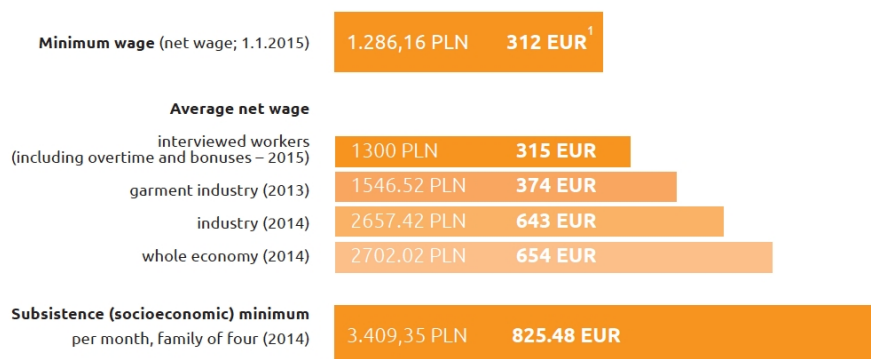 Minimum wage (net wage; 1.1.2015) 1.286,16 PLN 312 EUR¹
Average net wage
interviewed workers
(including overtime and bonuses – 2015) 1300 PLN 315 EUR
garment industry (2013) 1546.52 PLN 374 EUR
industry (2014) 2657.42 PLN 643 EUR
whole economy (2014) 2702.02 PLN 654 EUR
Subsistence (socioeconomic) minimum
per month, family of four (2014) 3.409,35 PLN 825.48 EUR